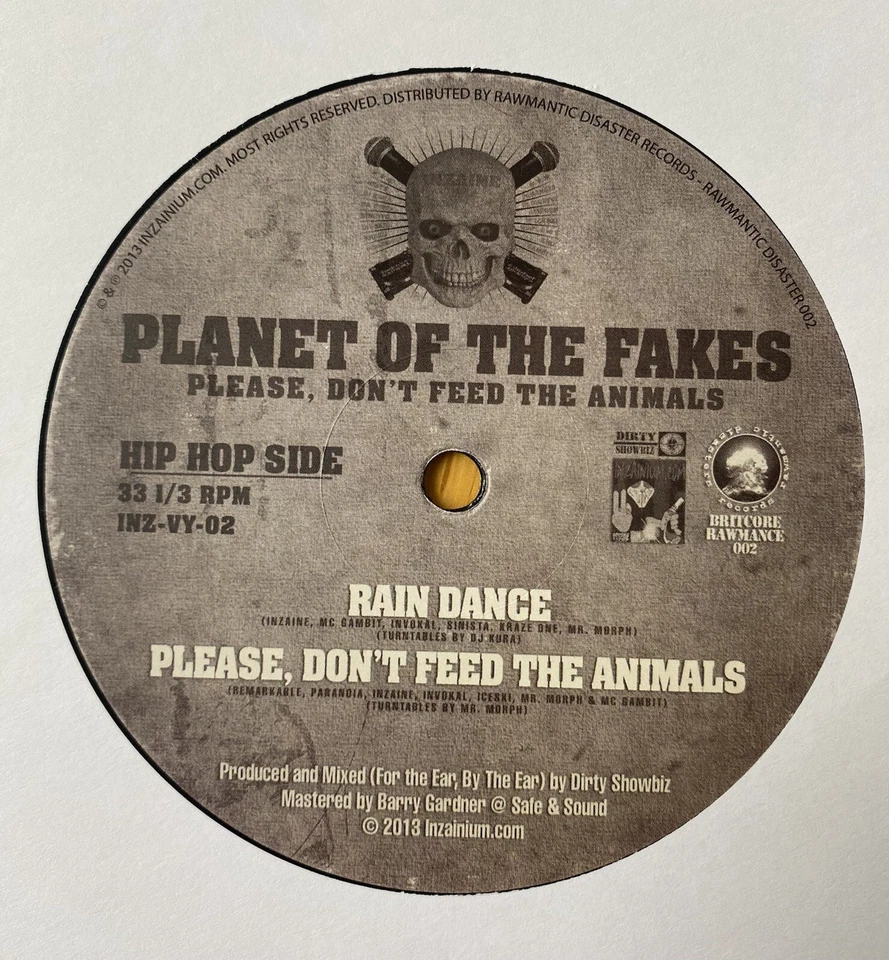 ℗ & © 2013 INZAINIUM.COM. MOST RIGHTS RESERVED. DISTRIBUTED BY RAWMANTIC DISASTER RECORDS - RAWMANTIC DISASTER 002
INZAINE
PLANET OF THE FAKES
PLEASE, DON'T FEED THE ANIMALS
HIP HOP SIDE
33 1/3 RPM
INZ-VY-02
DIRTY
SHOWBIZ
INZAINIUM.COM
records
BRITCORE
RAWMANCE
002
RAIN DANCE
(INZAINE, MC GAMBIT, INVOKAL, SINISTA, KRAZE ONE, MR. MORPH)
(TURNTABLES BY DJ KURA)
PLEASE, DON'T FEED THE ANIMALS
(REMARKABLE, PARANOIA, INZAINE, INVOKAL, ICESKI, MR. MORPH & MC GAMBIT)
(TURNTABLES BY MR. MORPH)
Produced and Mixed (For the Ear, By The Ear) by Dirty Showbiz
Mastered by Barry Gardner @ Safe & Sound
© 2013 Inzainium.com